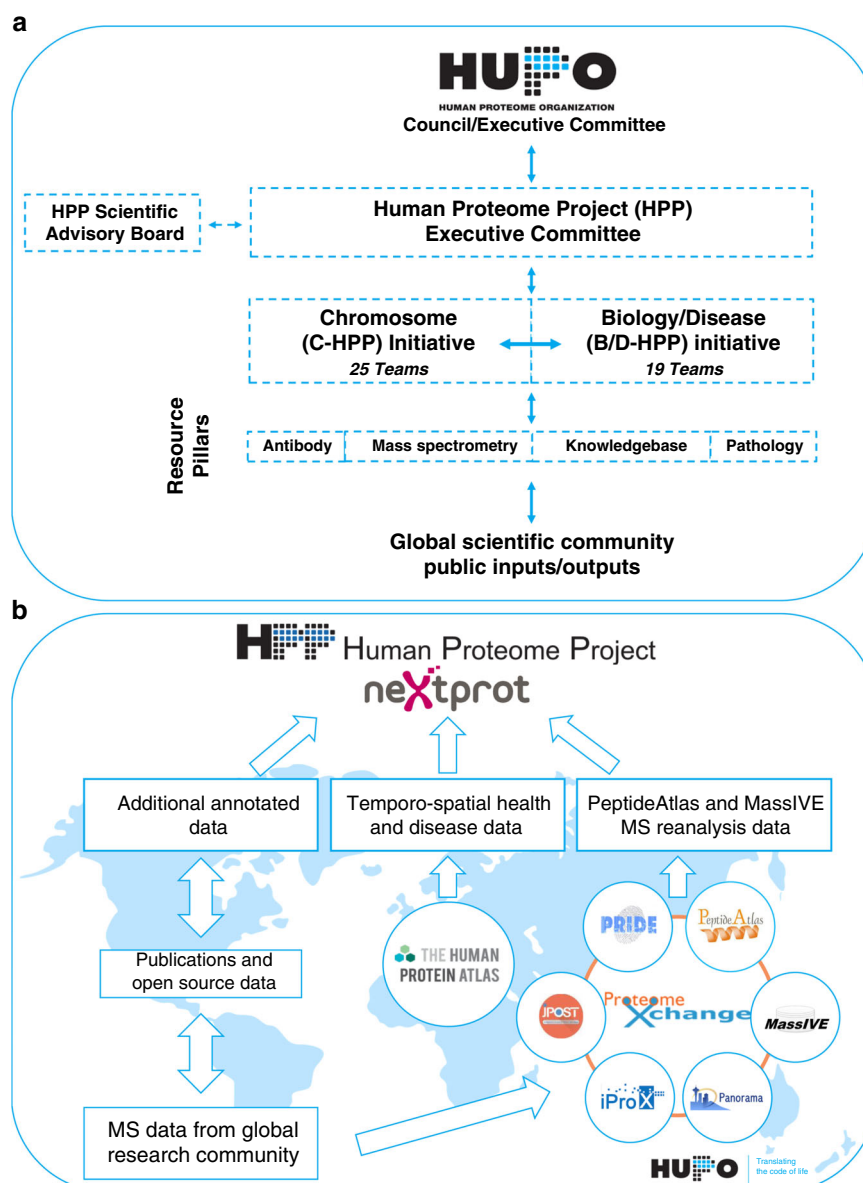 a
HUPO
HUMAN PROTEOME ORGANIZATION
Council/Executive Committee
HPP Scientific
Advisory Board
Human Proteome Project (HPP)
Executive Committee
Chromosome
(C-HPP) Initiative
25 Teams
Biology/Disease
(B/D-HPP) initiative
19 Teams
Resource
Pillars
Antibody
Mass spectrometry
Knowledgebase
Pathology
Global scientific community
public inputs/outputs
b
HPP Human Proteome Project
neXtprot
Additional annotated
data
Temporo-spatial health
and disease data
PeptideAtlas and MassIVE
MS reanalysis data
Publications and
open source data
THE HUMAN
PROTEIN ATLAS
PRIDE
PeptideAtlas
JPOST
Proteome
Xchange
MassIVE
iProX
Panorama
MS data from global
research community
HUPO
Translating
the code of life